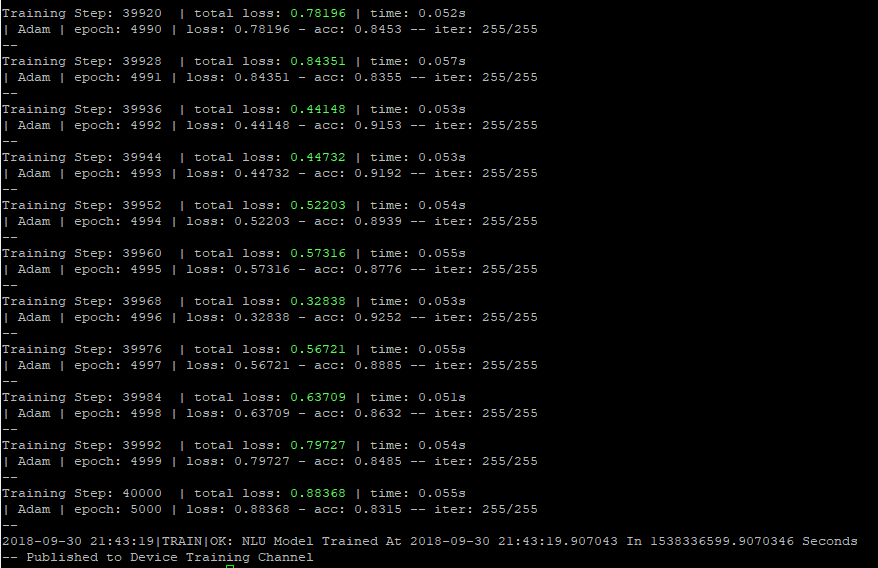 Training Step: 39920  | total loss: 0.78196 | time: 0.052s
| Adam | epoch: 4990 | loss: 0.78196 - acc: 0.8453 -- iter: 255/255
--
Training Step: 39928  | total loss: 0.84351 | time: 0.057s
| Adam | epoch: 4991 | loss: 0.84351 - acc: 0.8355 -- iter: 255/255
--
Training Step: 39936  | total loss: 0.44148 | time: 0.053s
| Adam | epoch: 4992 | loss: 0.44148 - acc: 0.9153 -- iter: 255/255
--
Training Step: 39944  | total loss: 0.44732 | time: 0.053s
| Adam | epoch: 4993 | loss: 0.44732 - acc: 0.9192 -- iter: 255/255
--
Training Step: 39952  | total loss: 0.52203 | time: 0.054s
| Adam | epoch: 4994 | loss: 0.52203 - acc: 0.8939 -- iter: 255/255
--
Training Step: 39960  | total loss: 0.57316 | time: 0.055s
| Adam | epoch: 4995 | loss: 0.57316 - acc: 0.8776 -- iter: 255/255
--
Training Step: 39968  | total loss: 0.32838 | time: 0.053s
| Adam | epoch: 4996 | loss: 0.32838 - acc: 0.9252 -- iter: 255/255
--
Training Step: 39976  | total loss: 0.56721 | time: 0.055s
| Adam | epoch: 4997 | loss: 0.56721 - acc: 0.8885 -- iter: 255/255
--
Training Step: 39984  | total loss: 0.63709 | time: 0.051s
| Adam | epoch: 4998 | loss: 0.63709 - acc: 0.8632 -- iter: 255/255
--
Training Step: 39992  | total loss: 0.79727 | time: 0.054s
| Adam | epoch: 4999 | loss: 0.79727 - acc: 0.8485 -- iter: 255/255
--
Training Step: 40000  | total loss: 0.88368 | time: 0.055s
| Adam | epoch: 5000 | loss: 0.88368 - acc: 0.8315 -- iter: 255/255
--
2018-09-30 21:43:19|TRAIN|OK: NLU Model Trained At 2018-09-30 21:43:19.907043 In 1538336599.9070346 Seconds
-- Published to Device Training Channel